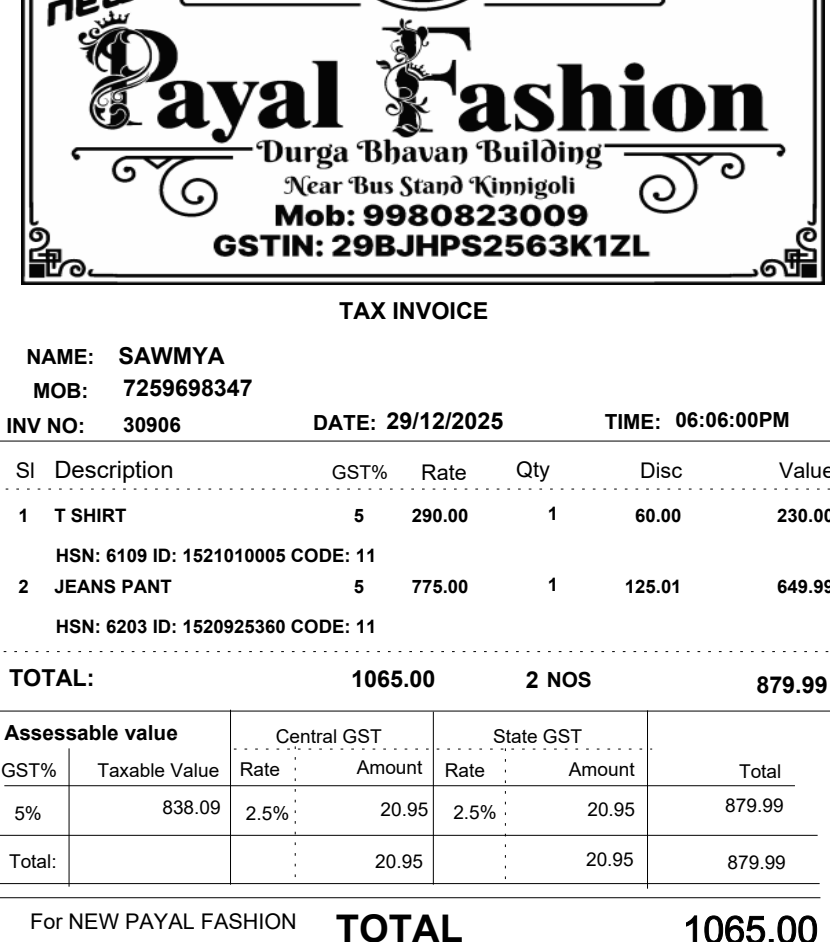 new
Payal Fashion
Durga Bhavan Building
Near Bus Stand Kinnigoli
Mob: 9980823009
GSTIN: 29BJHPS2563K1ZL
TAX INVOICE
NAME: SAWMYA
MOB: 7259698347
INV NO: 30906 DATE: 29/12/2025 TIME: 06:06:00PM
Sl Description GST% Rate Qty Disc Value
1 T SHIRT 5 290.00 1 60.00 230.00
HSN: 6109 ID: 1521010005 CODE: 11
2 JEANS PANT 5 775.00 1 125.01 649.99
HSN: 6203 ID: 1520925360 CODE: 11
TOTAL: 1065.00 2 NOS 879.99
Assessable value Central GST State GST
GST% Taxable Value Rate Amount Rate Amount Total
5% 838.09 2.5% 20.95 2.5% 20.95 879.99
Total: 20.95 20.95 879.99
For NEW PAYAL FASHION TOTAL 1065.00